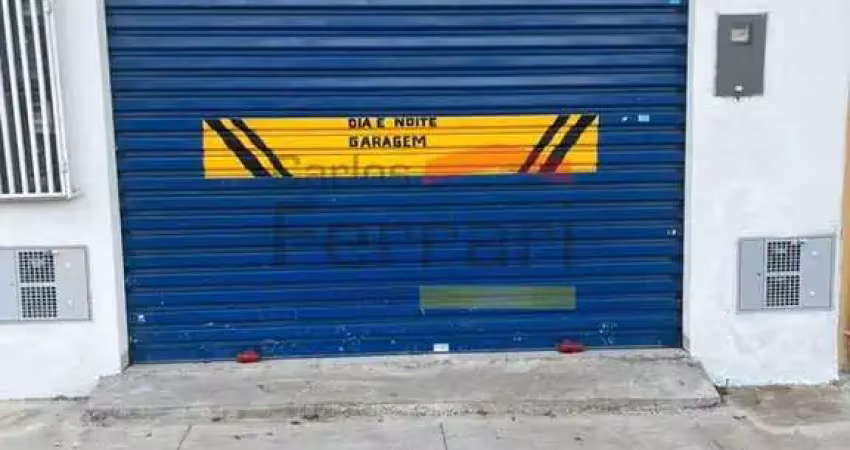 DIA E NOITE
GARAGEM
Carlos
Ferrari